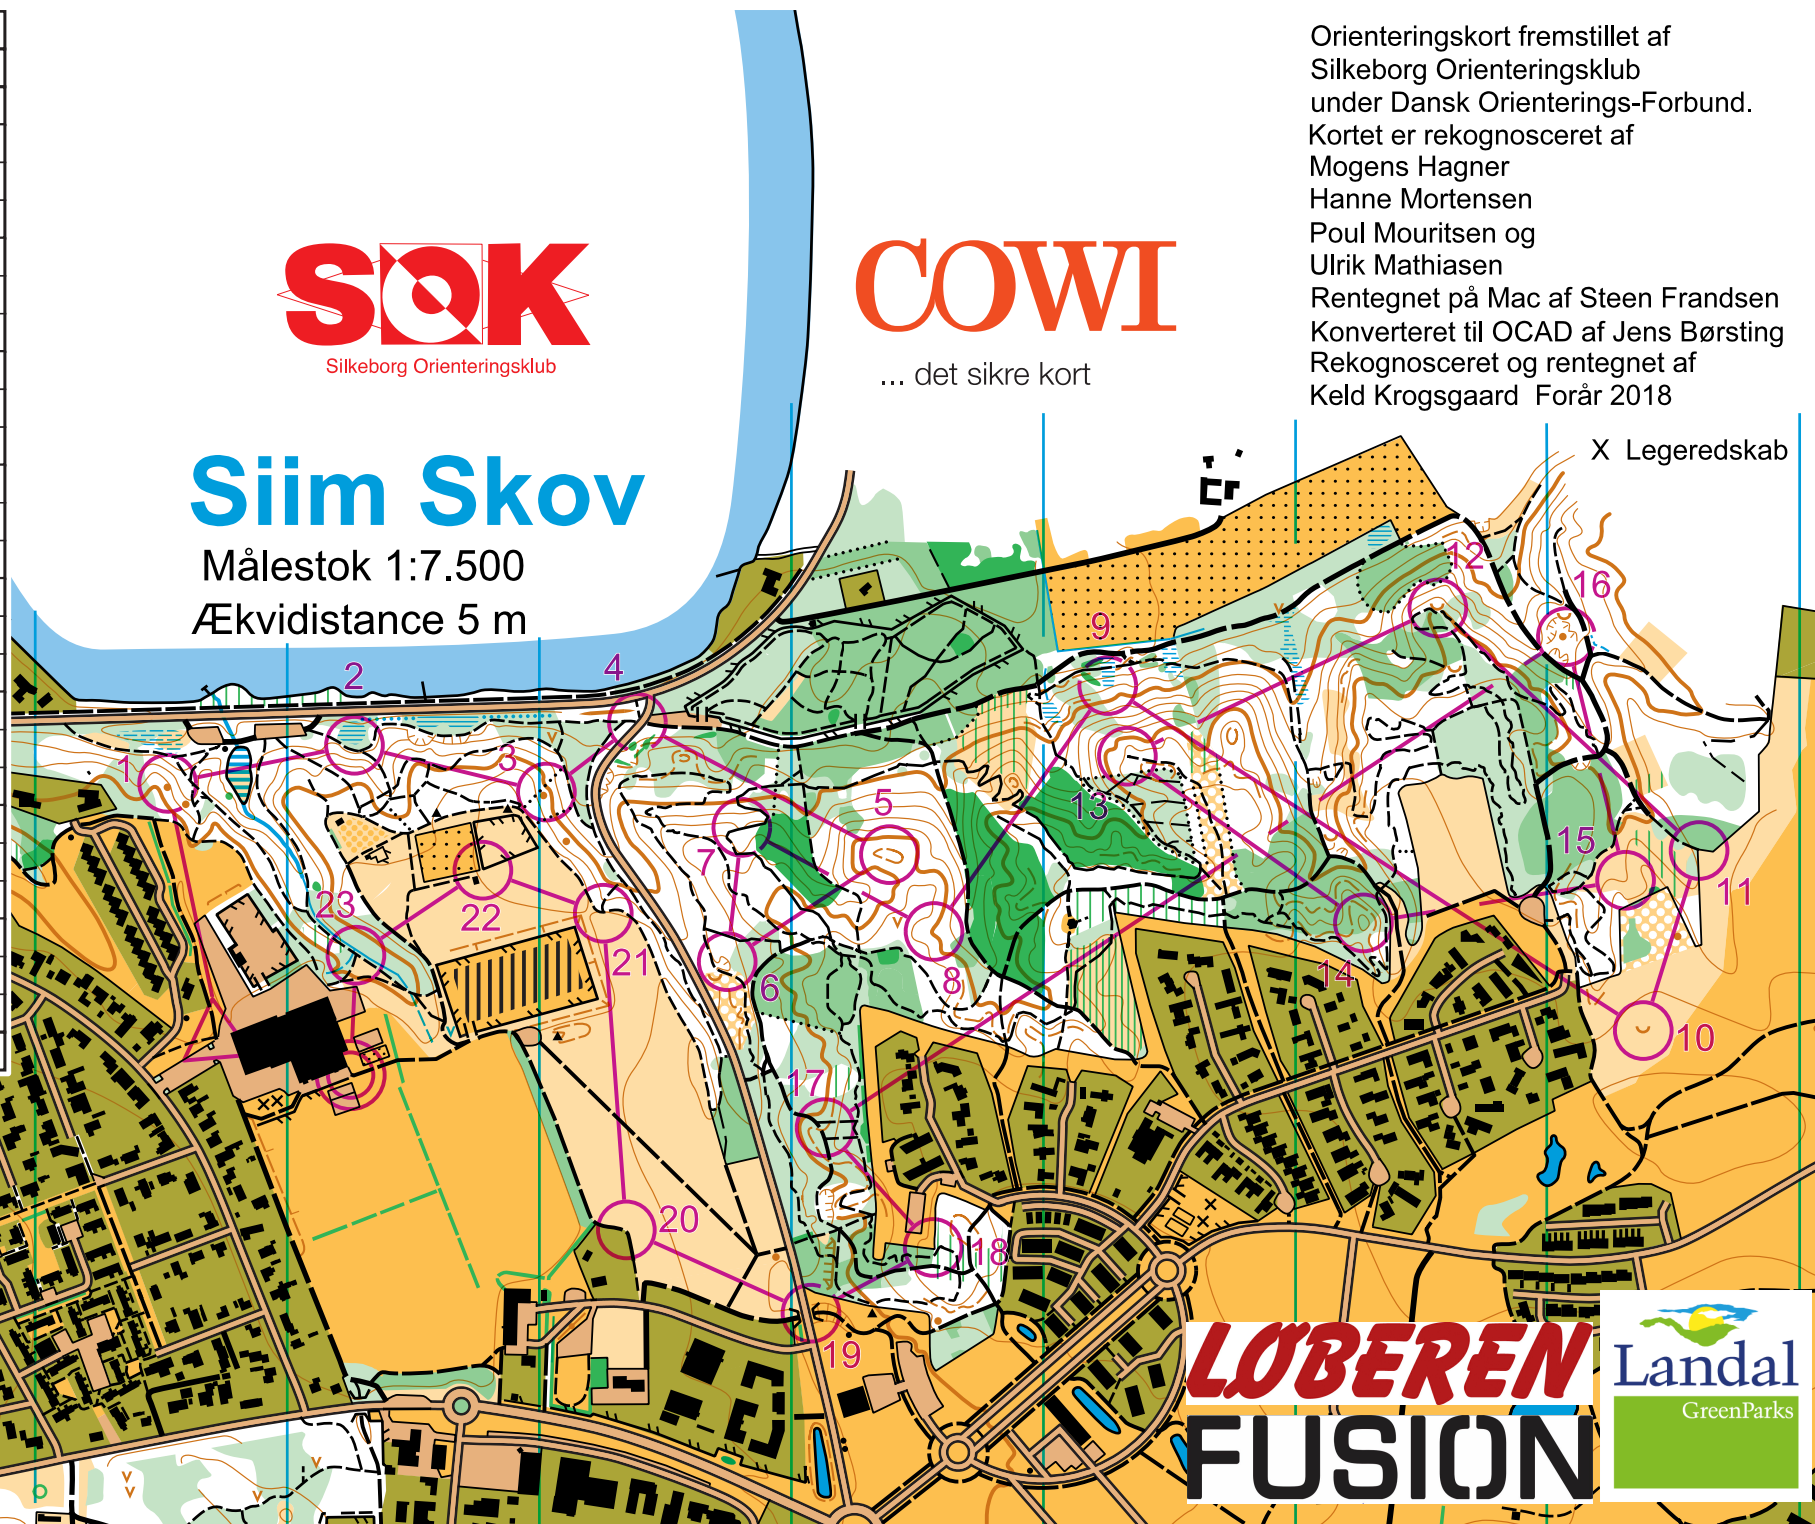 Orienteringskort fremstillet af
Silkeborg Orienteringsklub
under Dansk Orienterings-Forbund.
Kortet er rekognosceret af
Mogens Hagner
Hanne Mortensen
Poul Mouritsen og
Ulrik Mathiasen
Rentegnet på Mac af Steen Frandsen
Konverteret til OCAD af Jens Børsting
Rekognosceret og rentegnet af
Keld Krogsgaard Forår 2018
X Legeredskab
SOK
Silkeborg Orienteringsklub
COWI
... det sikre kort
Siim Skov
Målestok 1:7.500
Ækvidistance 5 m
1
2
3
4
5
6
7
8
9
10
11
12
13
14
15
16
17
18
19
20
21
22
23
LØBEREN
FUSION
Landal
GreenParks